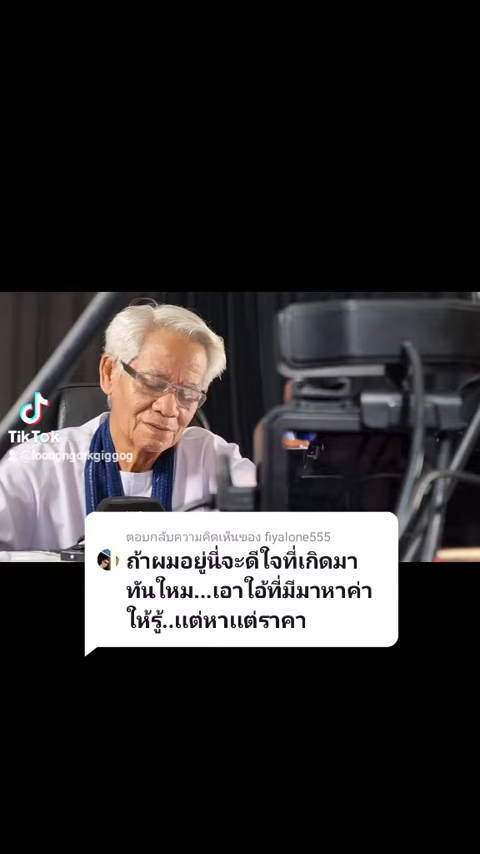 TikTok
ตอบกลับความคิดเห็นของ fiyalone555
ถ้าผมอยู่นี่จะดีใจที่เกิดมา
ทันใหม...เอาใอ้ที่มีมาหาค่า
ให้รู้..แต่หาแต่ราคา